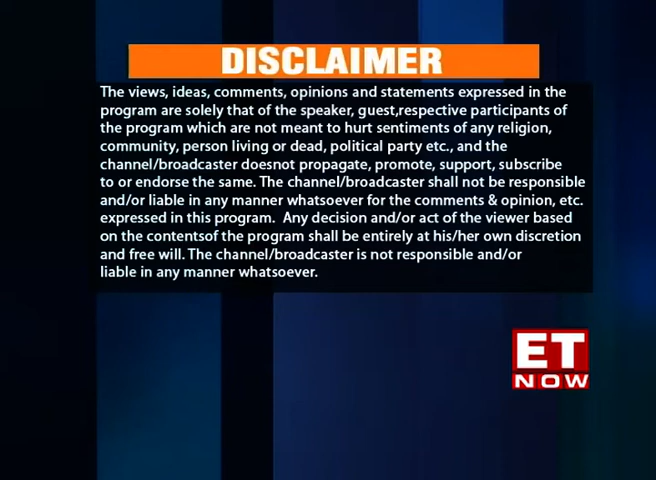 DISCLAIMER
The views, ideas, comments, opinions and statements expressed in the
program are solely that of the speaker, guest,respective participants of
the program which are not meant to hurt sentiments of any religion,
community, person living or dead, political party etc., and the
channel/broadcaster doesnot propagate, promote, support, subscribe
to or endorse the same. The channel/broadcaster shall not be responsible
and/or liable in any manner whatsoever for the comments & opinion, etc.
expressed in this program.  Any decision and/or act of the viewer based
on the contentsof the program shall be entirely at his/her own discretion
and free will. The channel/broadcaster is not responsible and/or
liable in any manner whatsoever.
ET
NOW